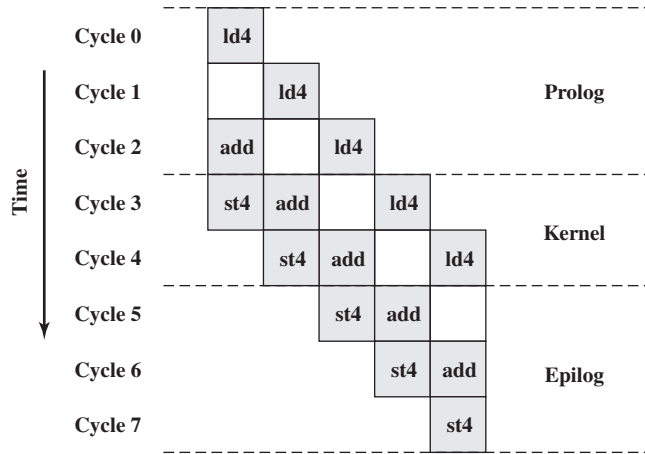 Cycle 0 ld4
Cycle 1 ld4 Prolog
Cycle 2 add ld4
Time
Cycle 3 st4 add ld4
Kernel
Cycle 4 st4 add ld4
Cycle 5 st4 add
Cycle 6 st4 add Epilog
Cycle 7 st4